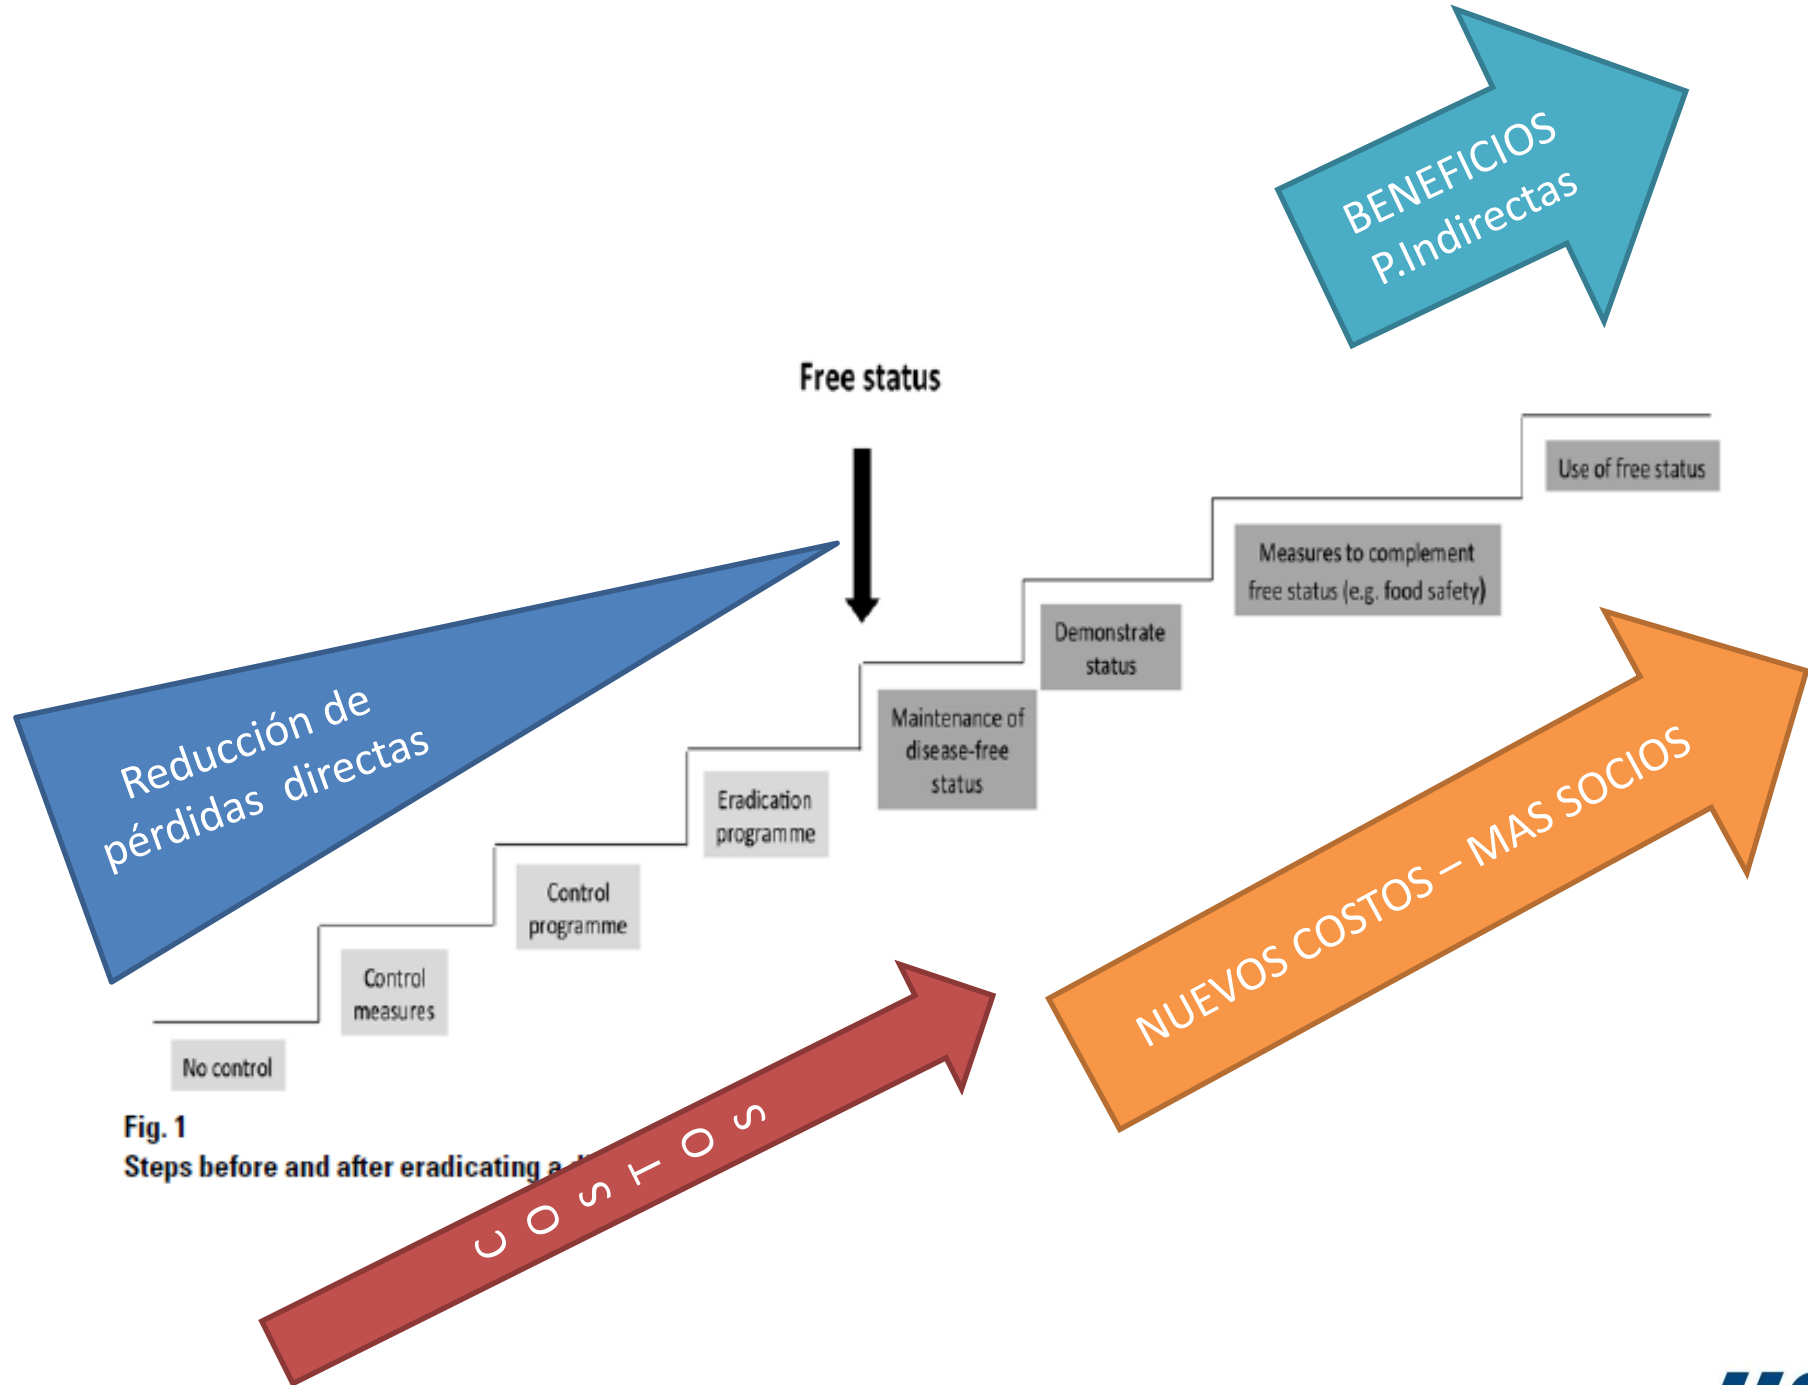 BENEFICIOS
P.Indirectas
Free status
Use of free status
Measures to complement
free status (e.g. food safety)
Demonstrate
status
Maintenance of
disease-free
status
Reducción de
pérdidas directas
Eradication
programme
Control
programme
Control
measures
No control
NUEVOS COSTOS – MAS SOCIOS
COSTOS
Fig. 1
Steps before and after eradicating a